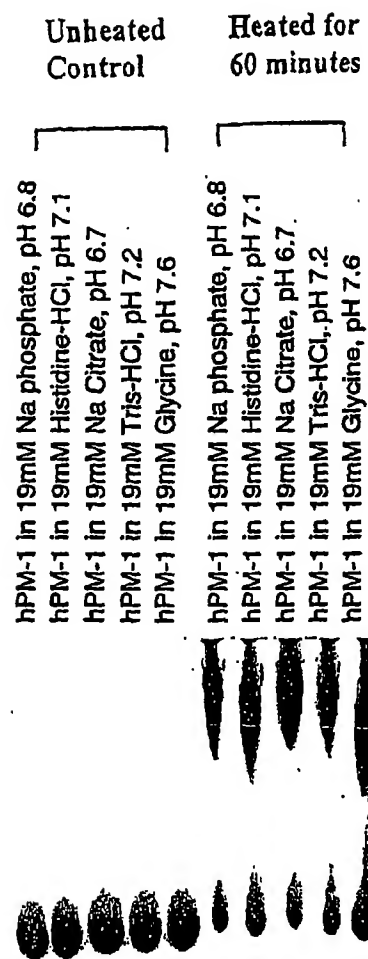 Unheated
Control
Heated for
60 minutes
hPM-1 in 19mM Na phosphate, pH 6.8
hPM-1 in 19mM Histidine-HCl, pH 7.1
hPM-1 in 19mM Na Citrate, pH 6.7
hPM-1 in 19mM Tris-HCl, pH 7.2
hPM-1 in 19mM Glycine, pH 7.6
hPM-1 in 19mM Na phosphate, pH 6.8
hPM-1 in 19mM Histidine-HCl, pH 7.1
hPM-1 in 19mM Na Citrate, pH 6.7
hPM-1 in 19mM Tris-HCl, pH 7.2
hPM-1 in 19mM Glycine, pH 7.6